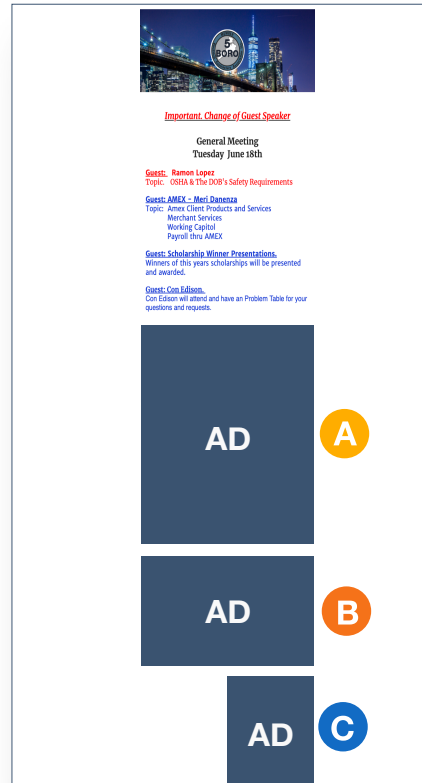 5
BORO
Important. Change of Guest Speaker
General Meeting
Tuesday June 18th
Guest: Ramon Lopez
Topic. OSHA & The DOB's Safety Requirements
Guest: AMEX - Meri Danenza
Topic: Amex Client Products and Services
Merchant Services
Working Capitol
Payroll thru AMEX
Guest: Scholarship Winner Presentations.
Winners of this years scholarships will be presented
and awarded.
Guest: Con Edison.
Con Edison will attend and have an Problem Table for your
questions and requests.
AD
A
AD
B
AD
C